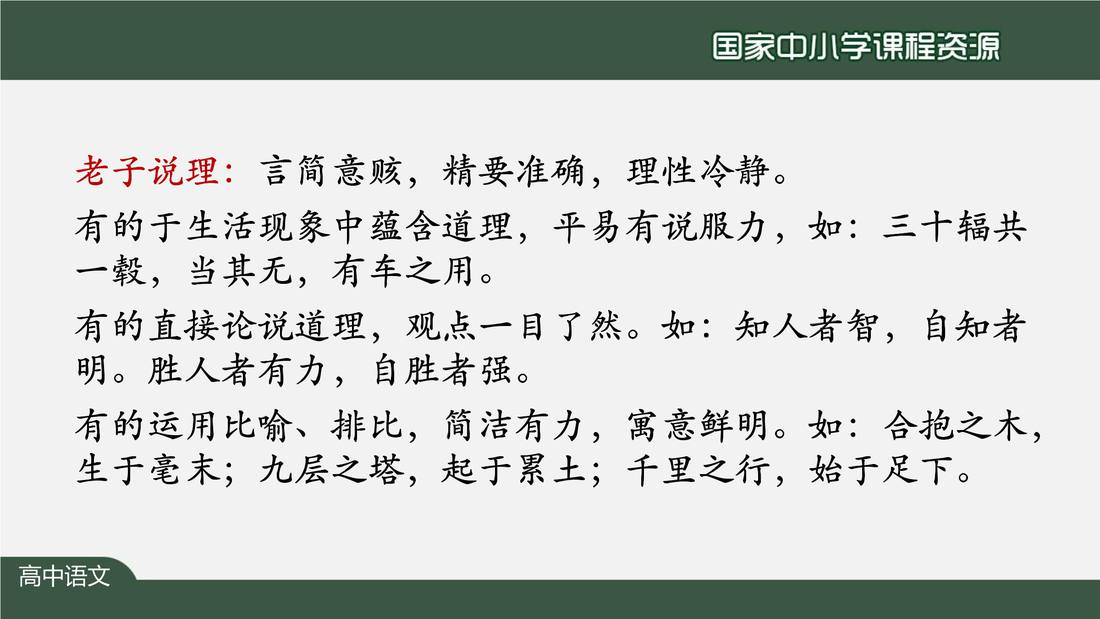 国家中小学课程资源
老子说理：言简意赅，精要准确，理性冷静。
有的于生活现象中蕴含道理，平易有说服力，如：三十辐共
一毂，当其无，有车之用。
有的直接论说道理，观点一目了然。如：知人者智，自知者
明。胜人者有力，自胜者强。
有的运用比喻、排比，简洁有力，寓意鲜明。如：合抱之木，
生于毫末；九层之塔，起于累土；千里之行，始于足下。
高中语文